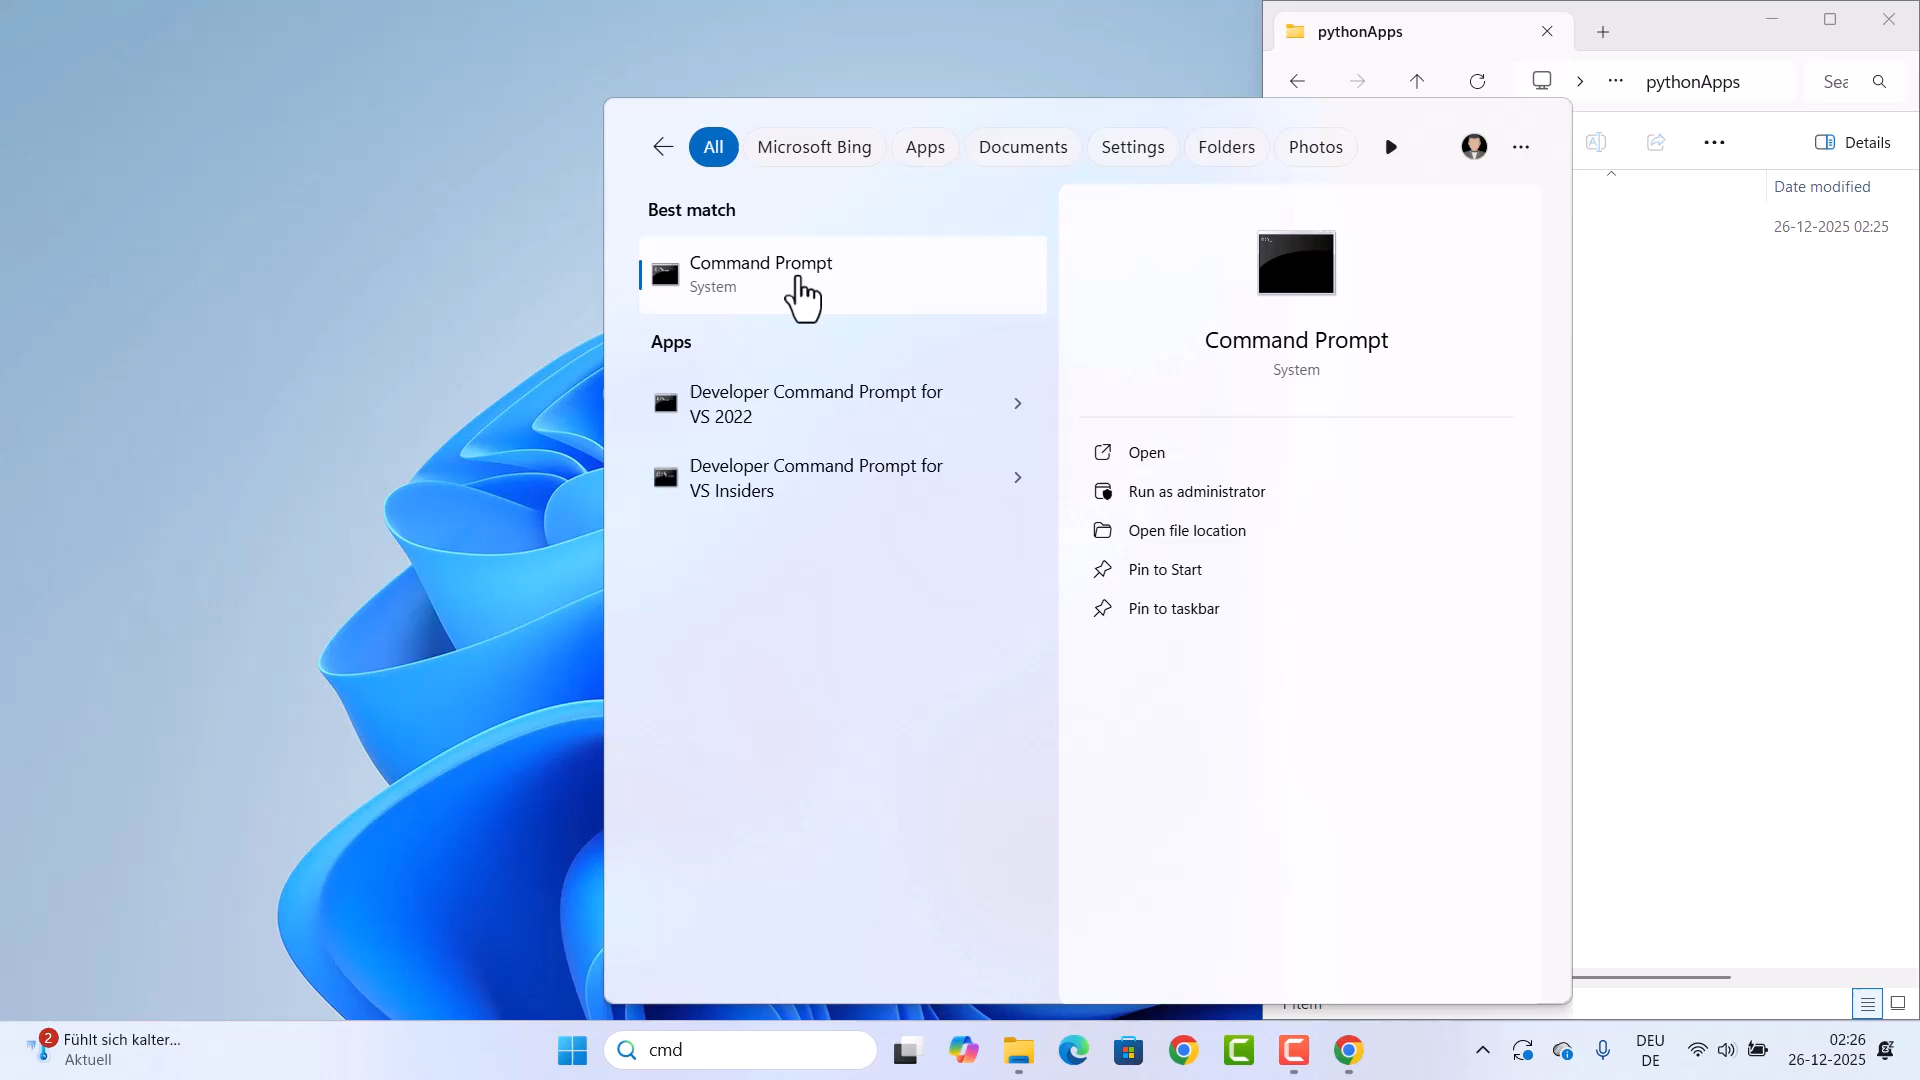 pythonApps
pythonApps
Sea
All
Microsoft Bing
Apps
Documents
Settings
Folders
Photos
Details
Date modified
26-12-2025 02:25
Best match
Command Prompt
System
Apps
Developer Command Prompt for
VS 2022
Developer Command Prompt for
VS Insiders
Command Prompt
System
Open
Run as administrator
Open file location
Pin to Start
Pin to taskbar
1 item
2
Fühlt sich kalter...
Aktuell
cmd
DEU
DE
02:26
26-12-2025